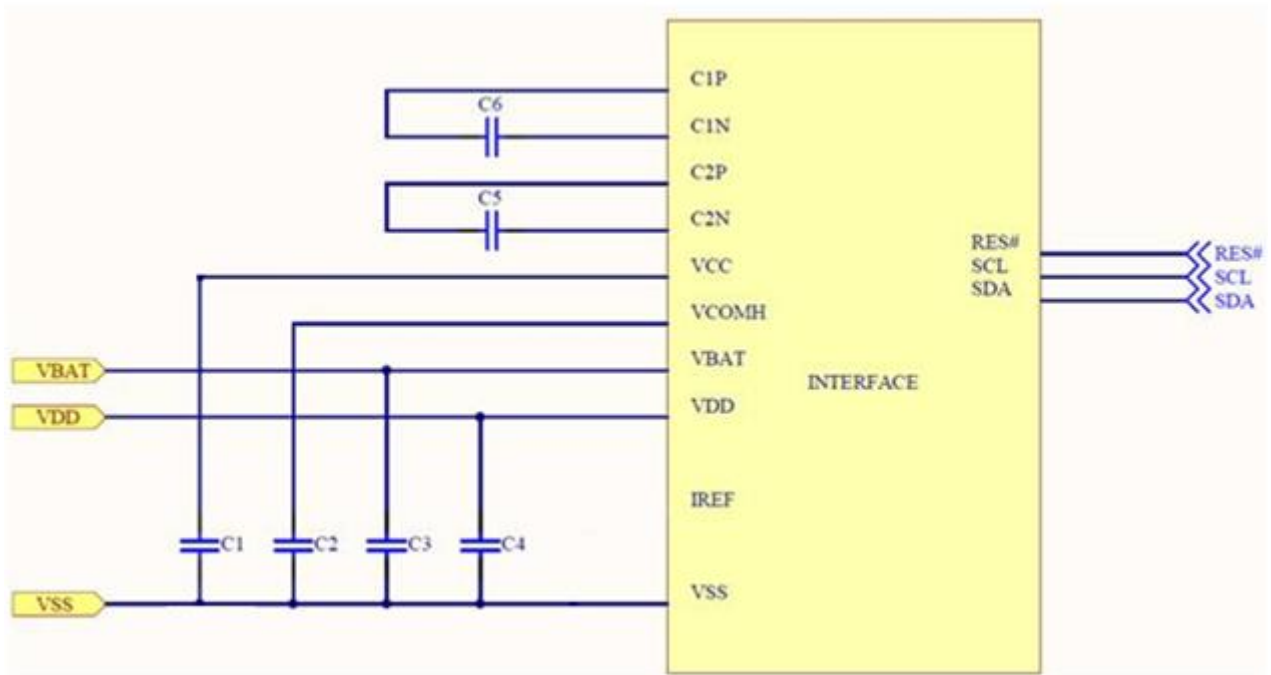 C1P
C6
C1N
C2P
C5
C2N
RES# RES#
VCC SCL SCL
SDA SDA
VCOMH
VBAT VBAT
INTERFACE
VDD VDD
IREF
C1 C2 C3 C4
VSS VSS